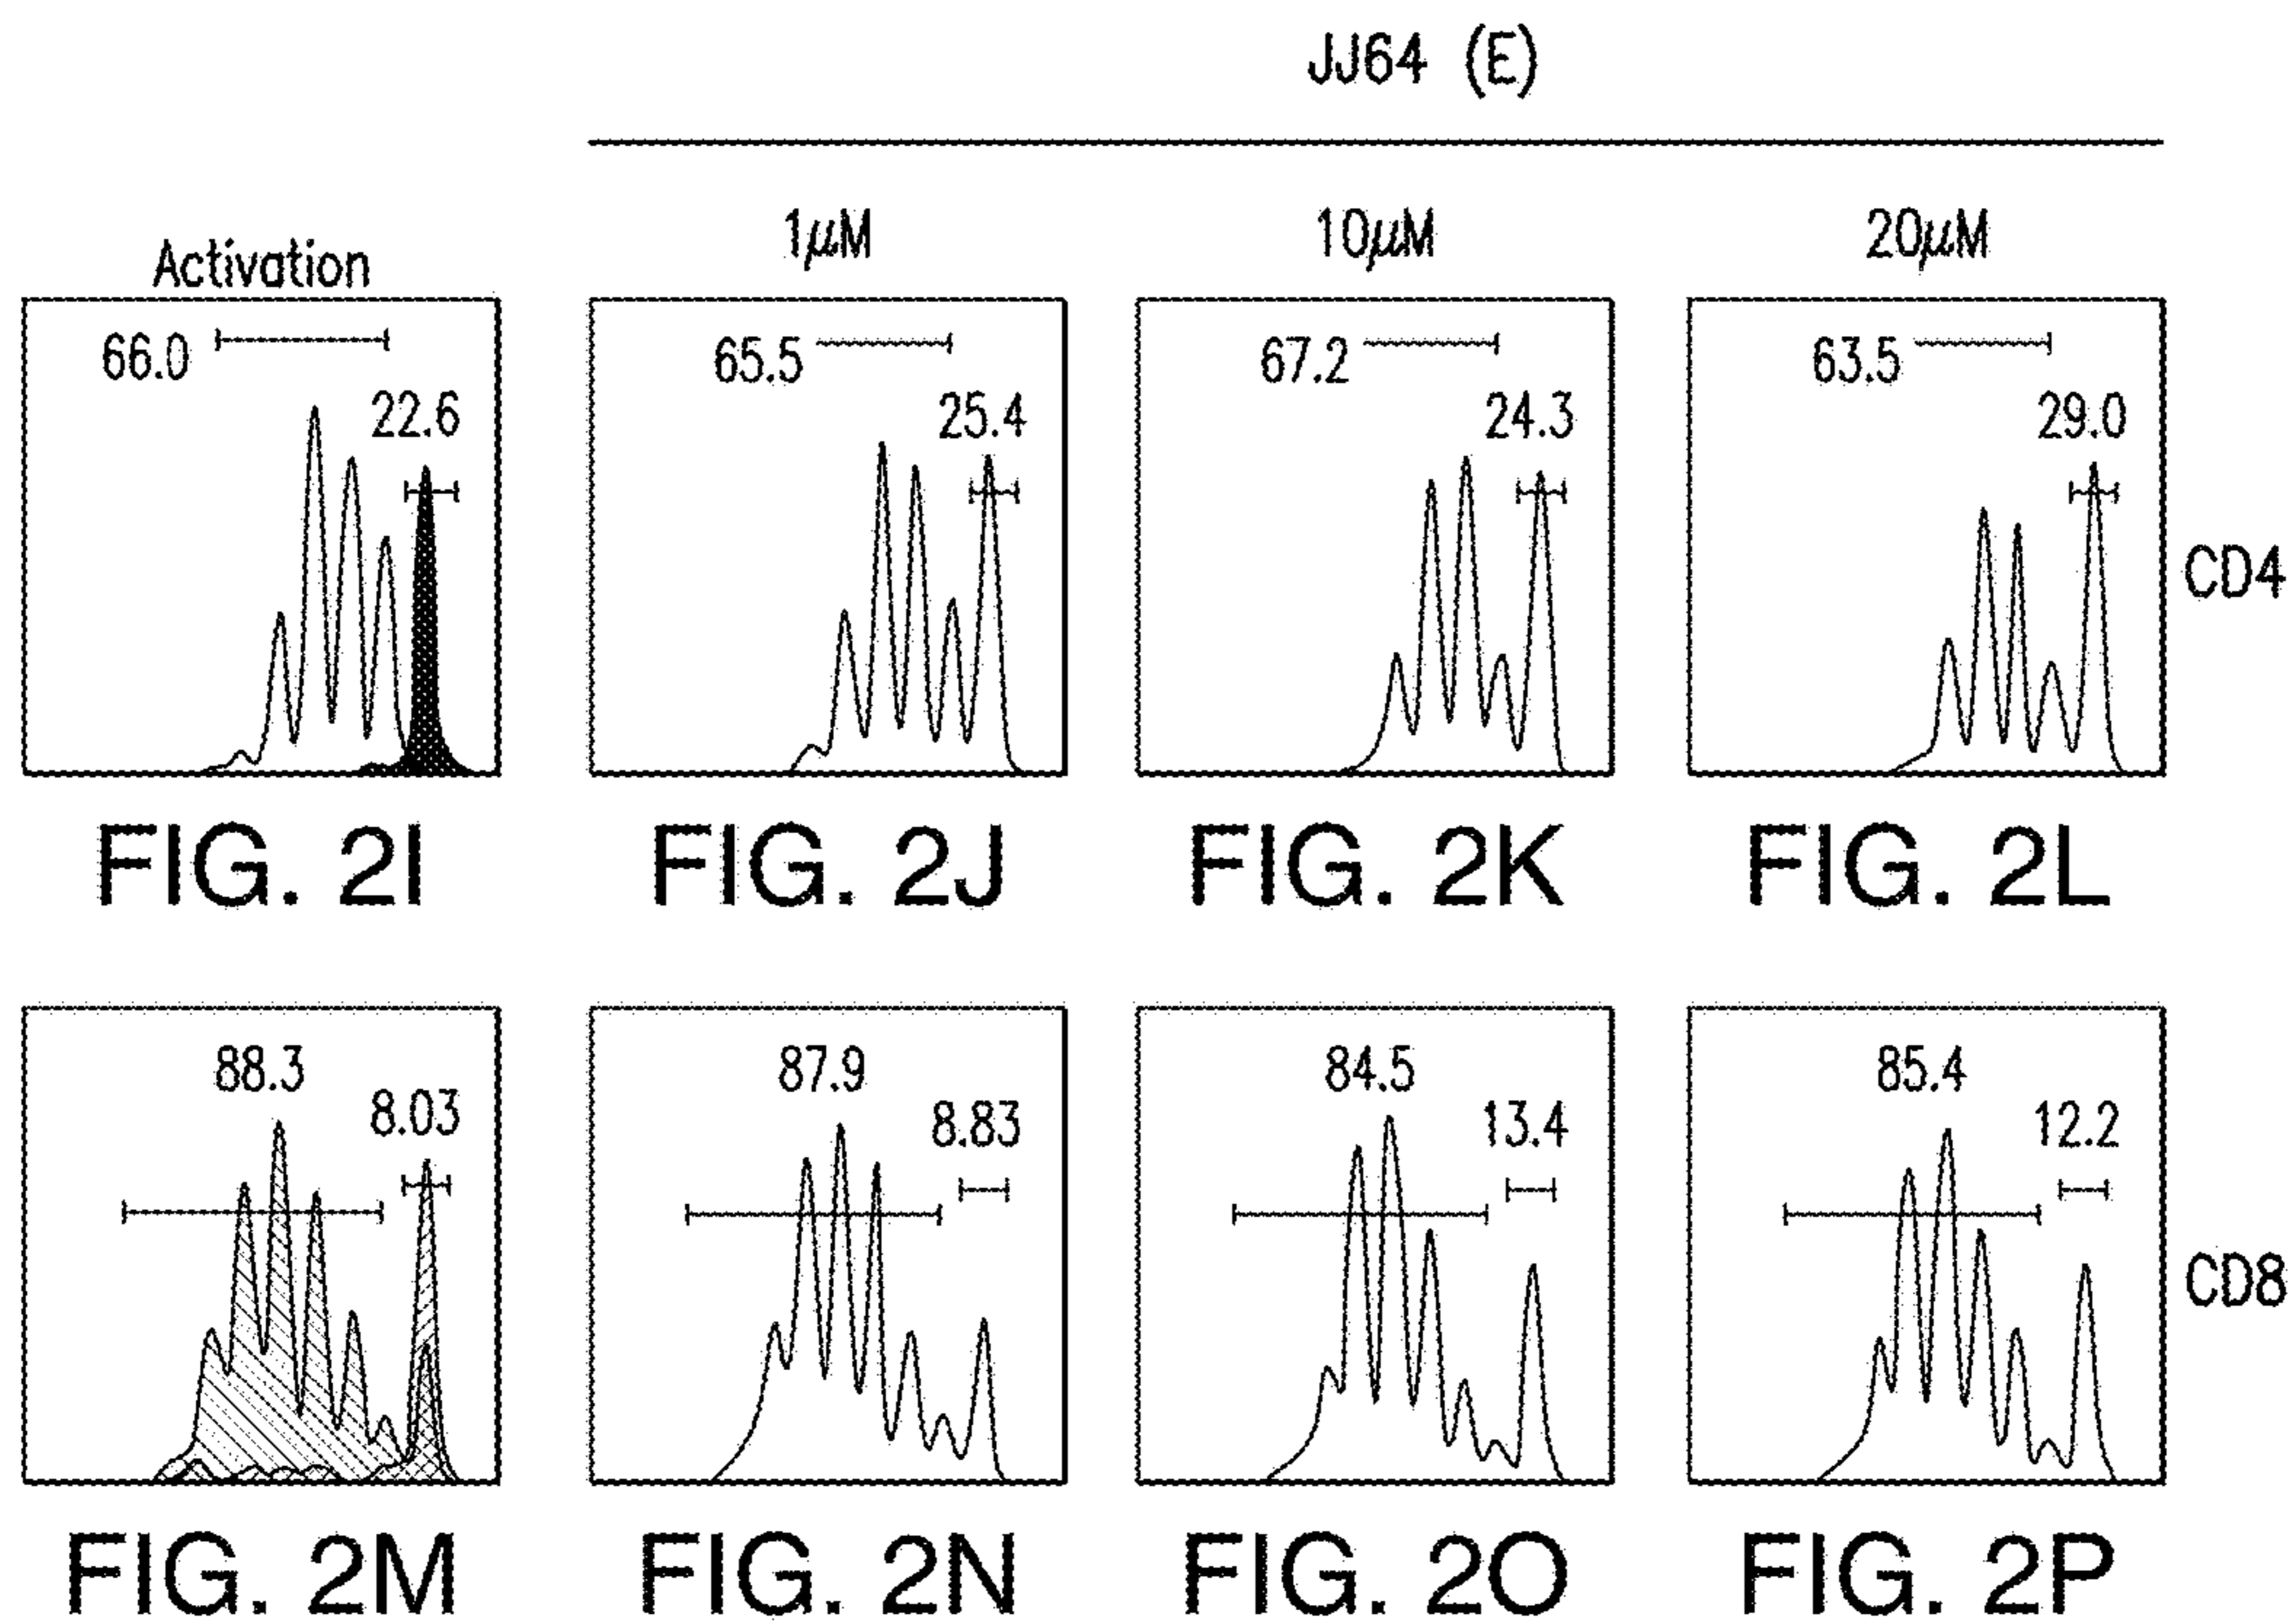 JJ64 (E)
Activation
1μM
10μM
20μM
66.0
22.6
65.5
25.4
67.2
24.3
63.5
29.0
CD4
FIG. 2I
FIG. 2J
FIG. 2K
FIG. 2L
88.3
8.03
87.9
8.83
84.5
13.4
85.4
12.2
CD8
FIG. 2M
FIG. 2N
FIG. 2O
FIG. 2P